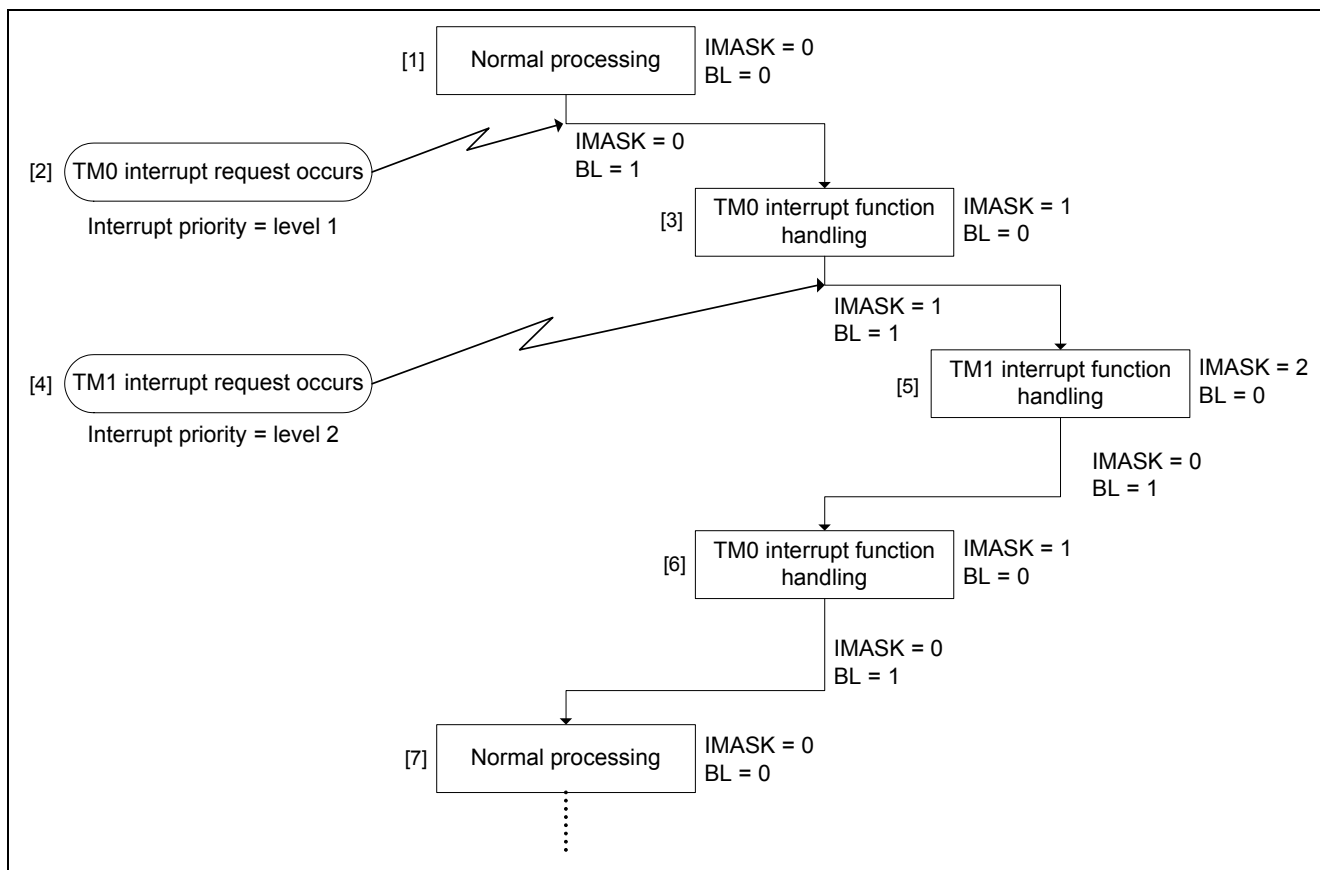 [1]
Normal processing
IMASK = 0
BL = 0
IMASK = 0
BL = 1
[2]
TM0 interrupt request occurs
Interrupt priority = level 1
[3]
TM0 interrupt function
handling
IMASK = 1
BL = 0
IMASK = 1
BL = 1
[4]
TM1 interrupt request occurs
Interrupt priority = level 2
[5]
TM1 interrupt function
handling
IMASK = 2
BL = 0
IMASK = 0
BL = 1
[6]
TM0 interrupt function
handling
IMASK = 1
BL = 0
IMASK = 0
BL = 1
[7]
Normal processing
IMASK = 0
BL = 0